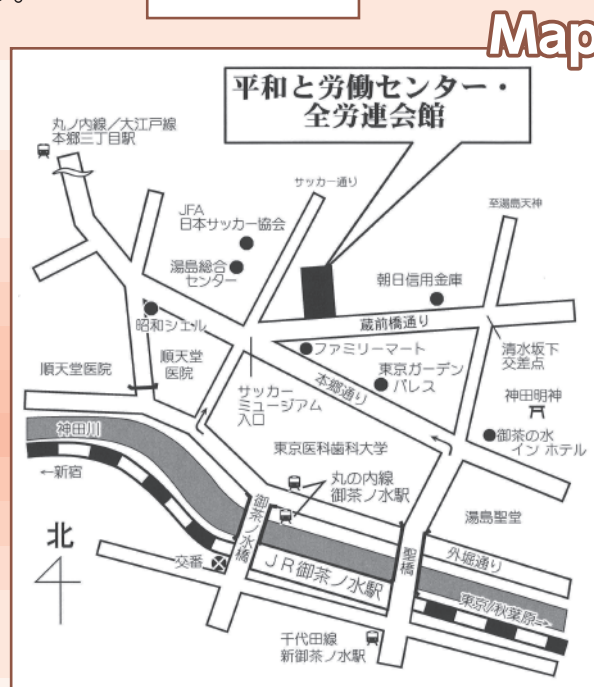 。
Map
平和と労働センター・
全労連会館
丸ノ内線／大江戸線
本郷三丁目駅
サッカー通り
至湯島天神
JFA
日本サッカー協会
湯島総合
センター
朝日信用金庫
昭和シェル
蔵前橋通り
順天堂医院
順天堂
医院
ファミリーマート
清水坂下
交差点
東京ガーデン
パレス
サッカー
ミュージアム
入口
本郷通り
神田明神
神田川
東京医科歯科大学
御茶の水
イン ホテル
←新宿
丸の内線
御茶ノ水駅
御茶ノ水橋
湯島聖堂
北
交番
JR御茶ノ水駅
聖橋
外堀通り
東京/秋葉原→
千代田線
新御茶ノ水駅